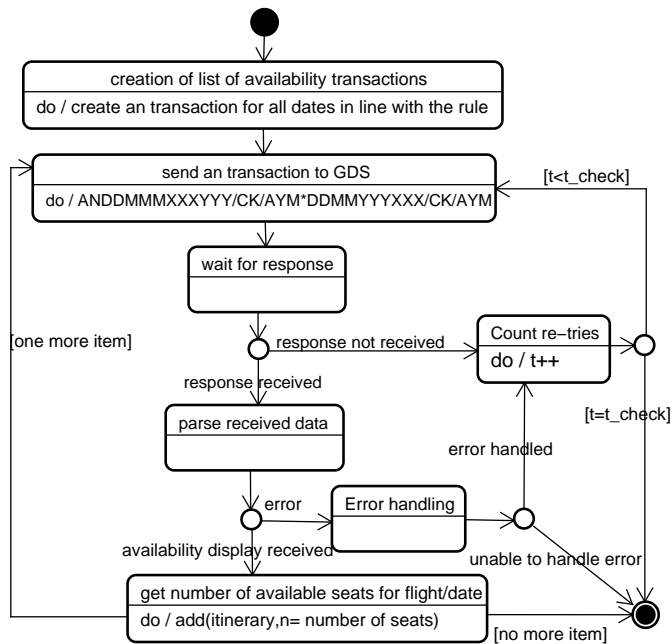 creation of list of availability transactions
do / create an transaction for all dates in line with the rule
send an transaction to GDS
do / ANDDMMMXXXYYY/CK/AYM*DDMMYYYXXX/CK/AYM
[t<t_check]
wait for response
[one more item]
response not received
Count re−tries
do / t++
response received
parse received data
[t=t_check]
error handled
error
Error handling
availability display received
unable to handle error
get number of available seats for flight/date
do / add(itinerary,n= number of seats)
[no more item]